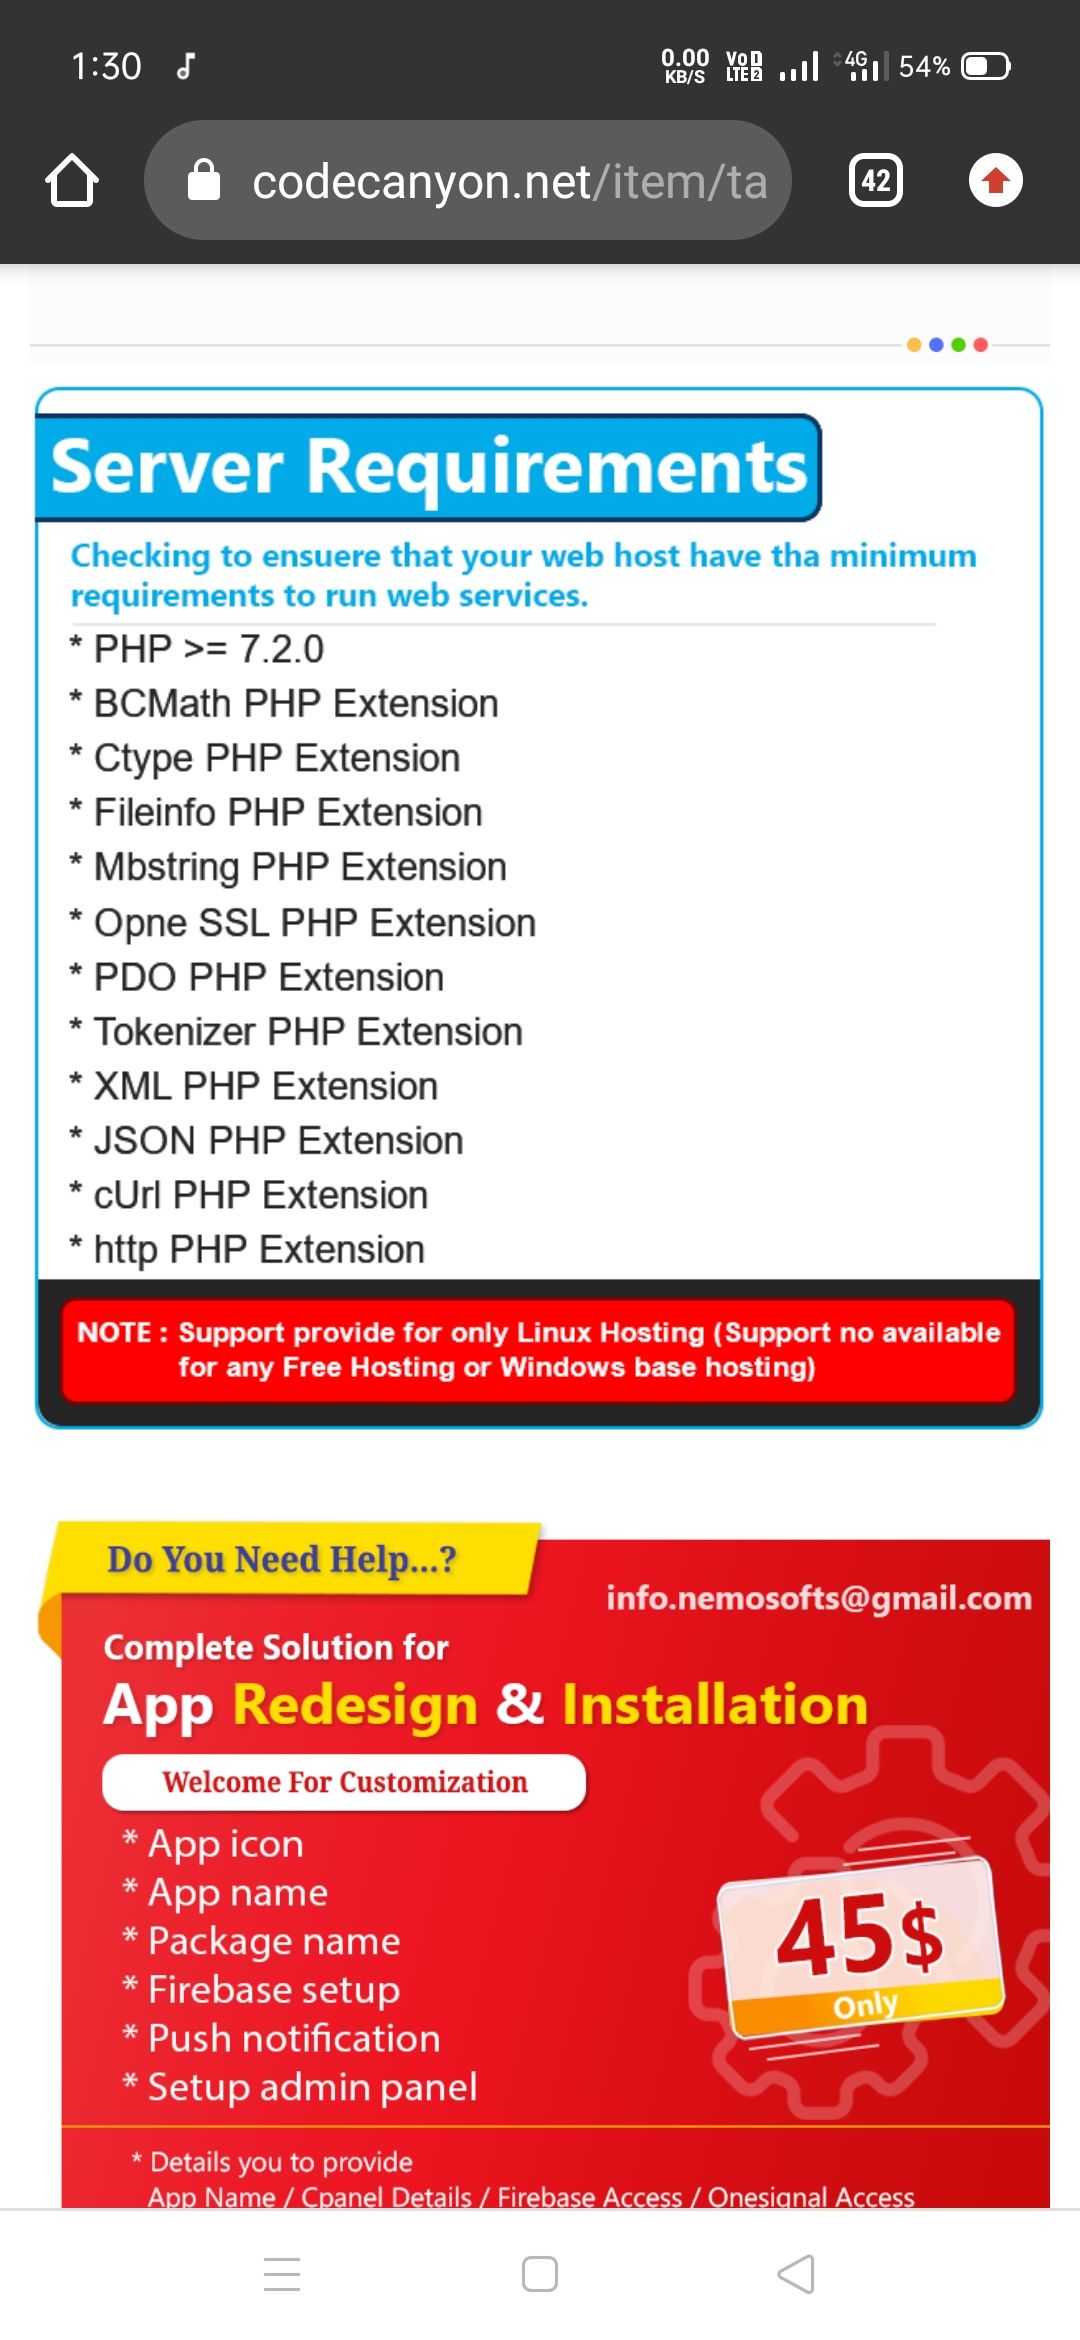 1:30
0.00
KB/S
Vo 1
LTE 2
4G
54%
codecanyon.net/item/ta
42
Server Requirements
Checking to ensuere that your web host have tha minimum
requirements to run web services.
* PHP >= 7.2.0
* BCMath PHP Extension
* Ctype PHP Extension
* Fileinfo PHP Extension
* Mbstring PHP Extension
* Opne SSL PHP Extension
* PDO PHP Extension
* Tokenizer PHP Extension
* XML PHP Extension
* JSON PHP Extension
* cUrl PHP Extension
* http PHP Extension
NOTE : Support provide for only Linux Hosting (Support no available
for any Free Hosting or Windows base hosting)
Do You Need Help...?
info.nemosofts@gmail.com
Complete Solution for
App Redesign & Installation
Welcome For Customization
* App icon
* App name
* Package name
* Firebase setup
* Push notification
* Setup admin panel
45$
Only
* Details you to provide
App Name / Cpanel Details / Firebase Access / Onesignal Access